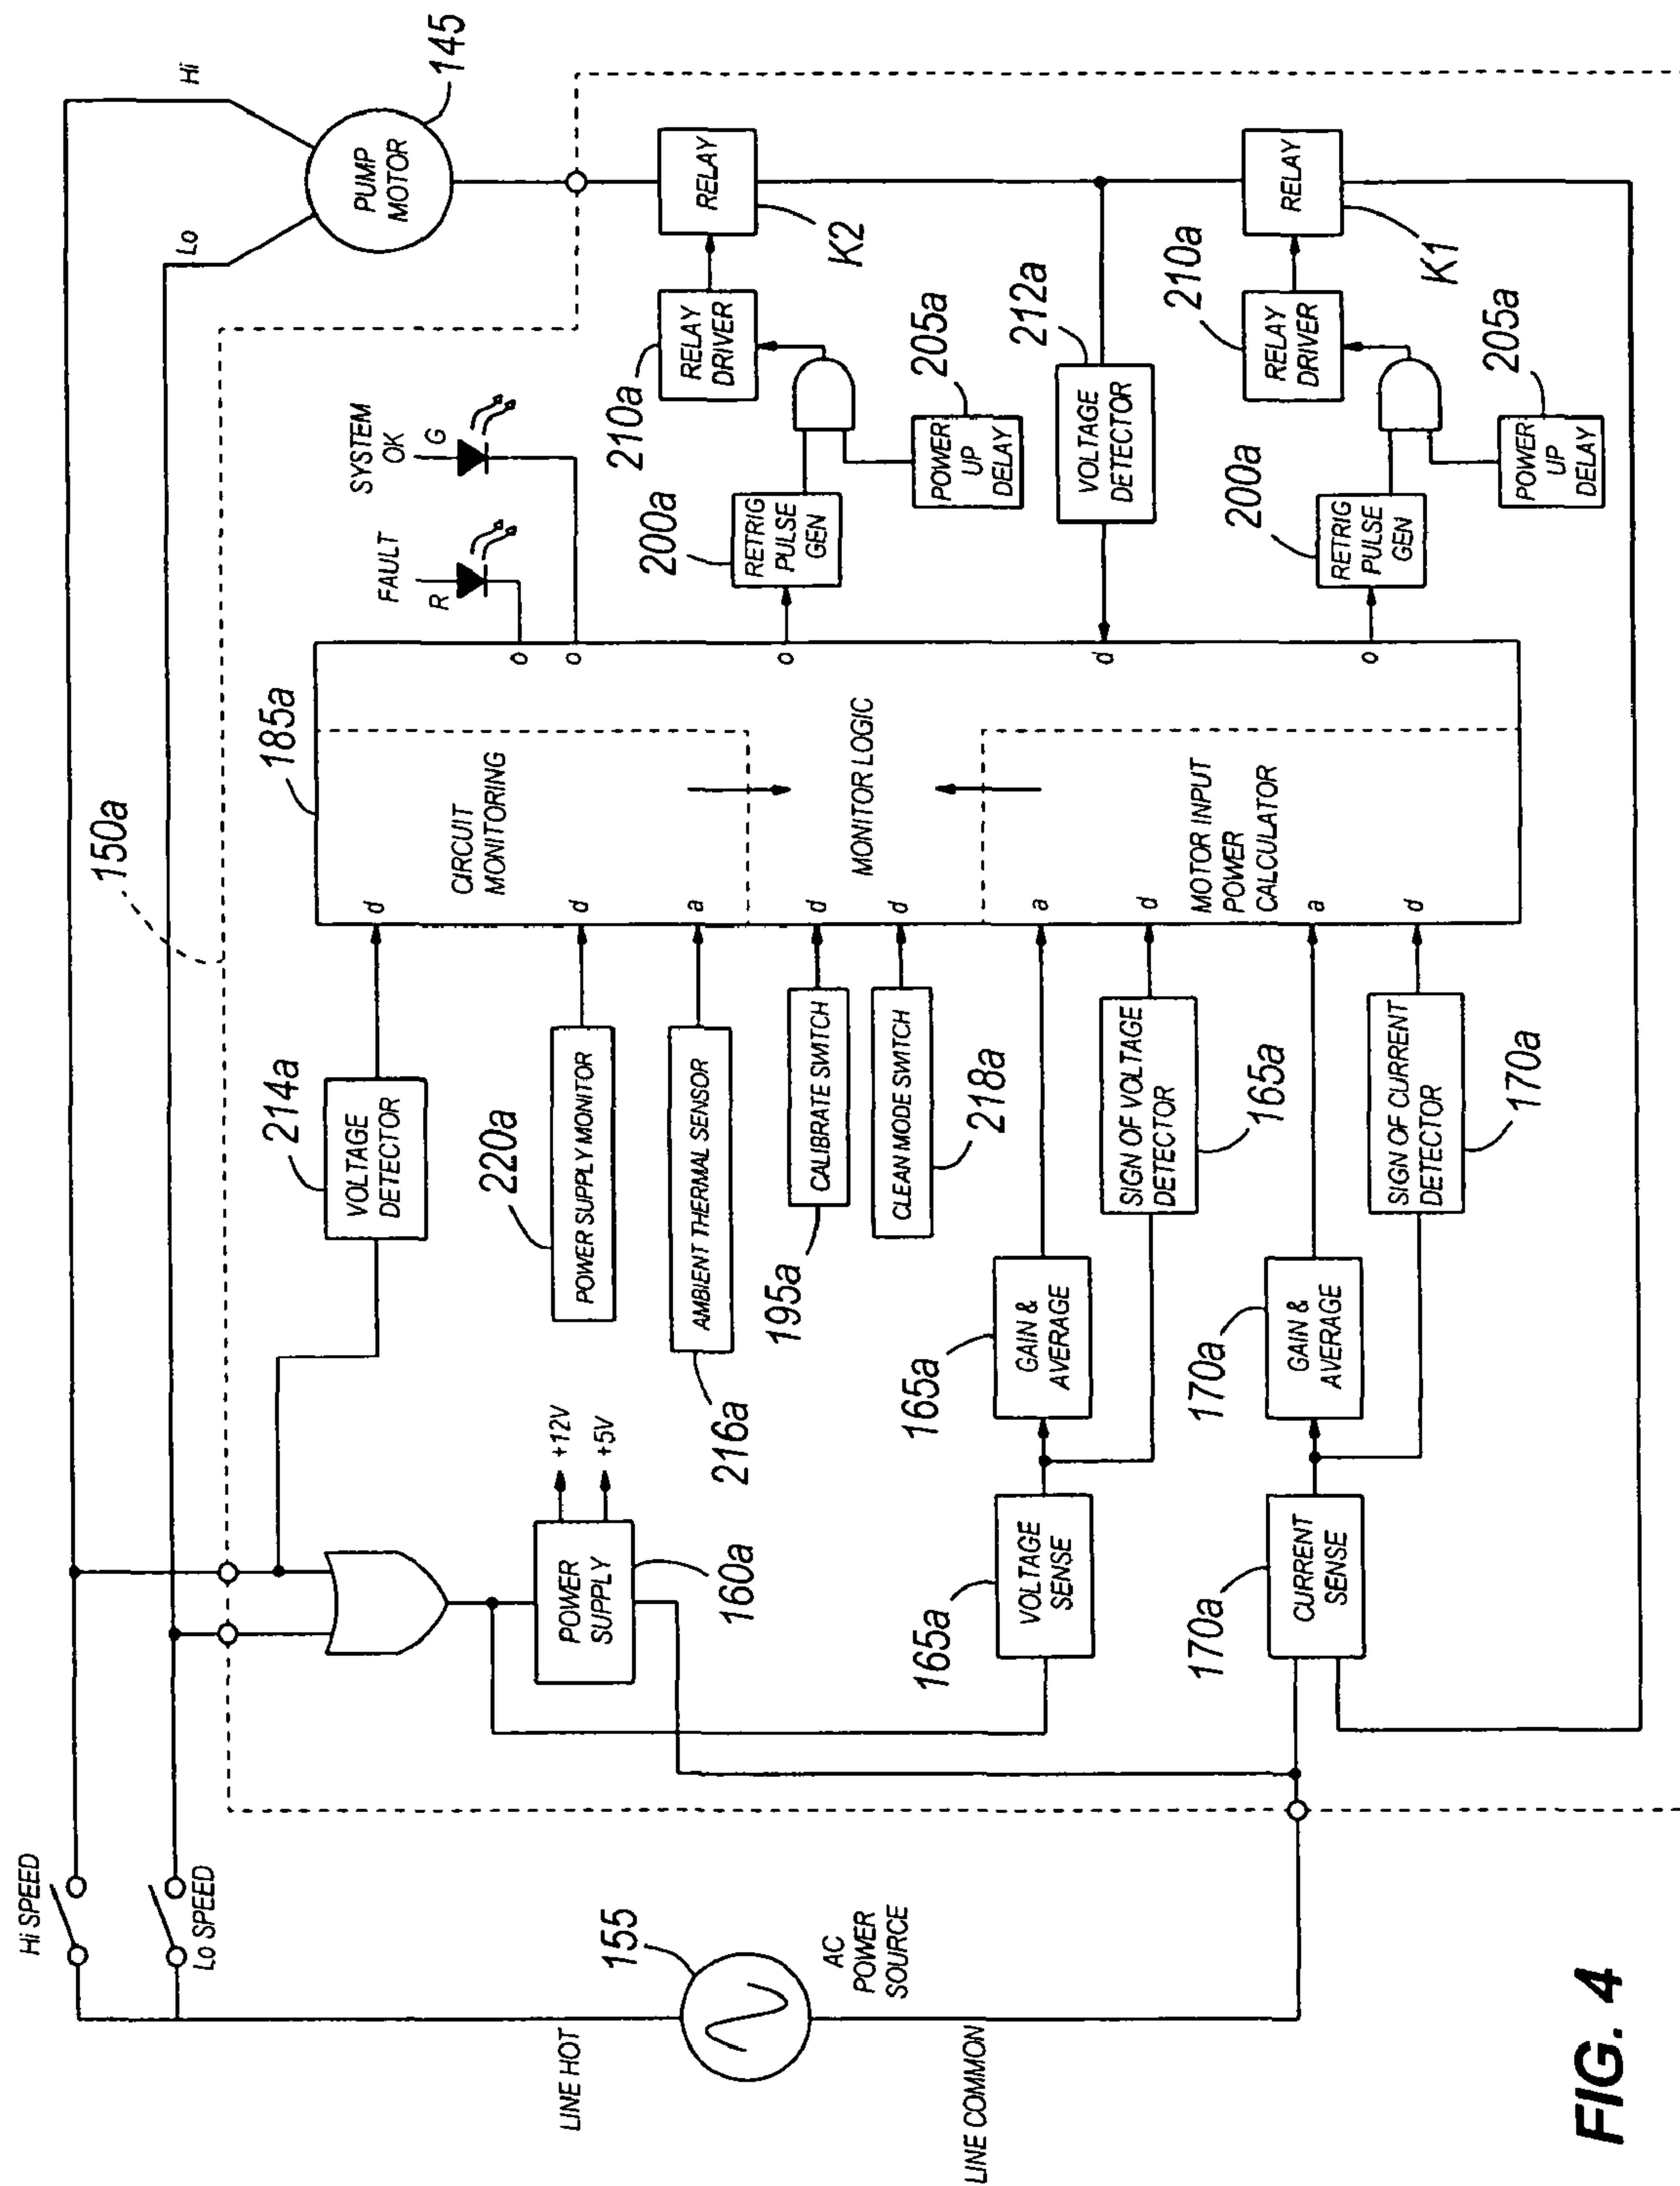 Hi SPEED
Lo SPEED
LINE HOT
155
AC
POWER
SOURCE
LINE COMMON
150a
POWER
SUPPLY
160a
+12V
+5V
214a
VOLTAGE
DETECTOR
220a
POWER SUPPLY MONITOR
AMBIENT THERMAL SENSOR
216a
195a
CALIBRATE SWITCH
CLEAN MODE SWITCH
218a
165a
VOLTAGE
SENSE
165a
GAIN &
AVERAGE
SIGN OF VOLTAGE
DETECTOR
165a
170a
CURRENT
SENSE
170a
GAIN &
AVERAGE
SIGN OF CURRENT
DETECTOR
170a
185a
d
CIRCUIT
MONITORING
d
a
d
MONITOR LOGIC
d
a
d
MOTOR INPUT
POWER
CALCULATOR
a
d
o
o
o
d
o
FAULT
R
SYSTEM
OK
G
200a
RETRIG
PULSE
GEN
210a
RELAY
DRIVER
205a
POWER
UP
DELAY
RELAY
K2
212a
VOLTAGE
DETECTOR
200a
RETRIG
PULSE
GEN
210a
RELAY
DRIVER
205a
POWER
UP
DELAY
RELAY
K1
Lo
Hi
PUMP
MOTOR
145
FIG. 4